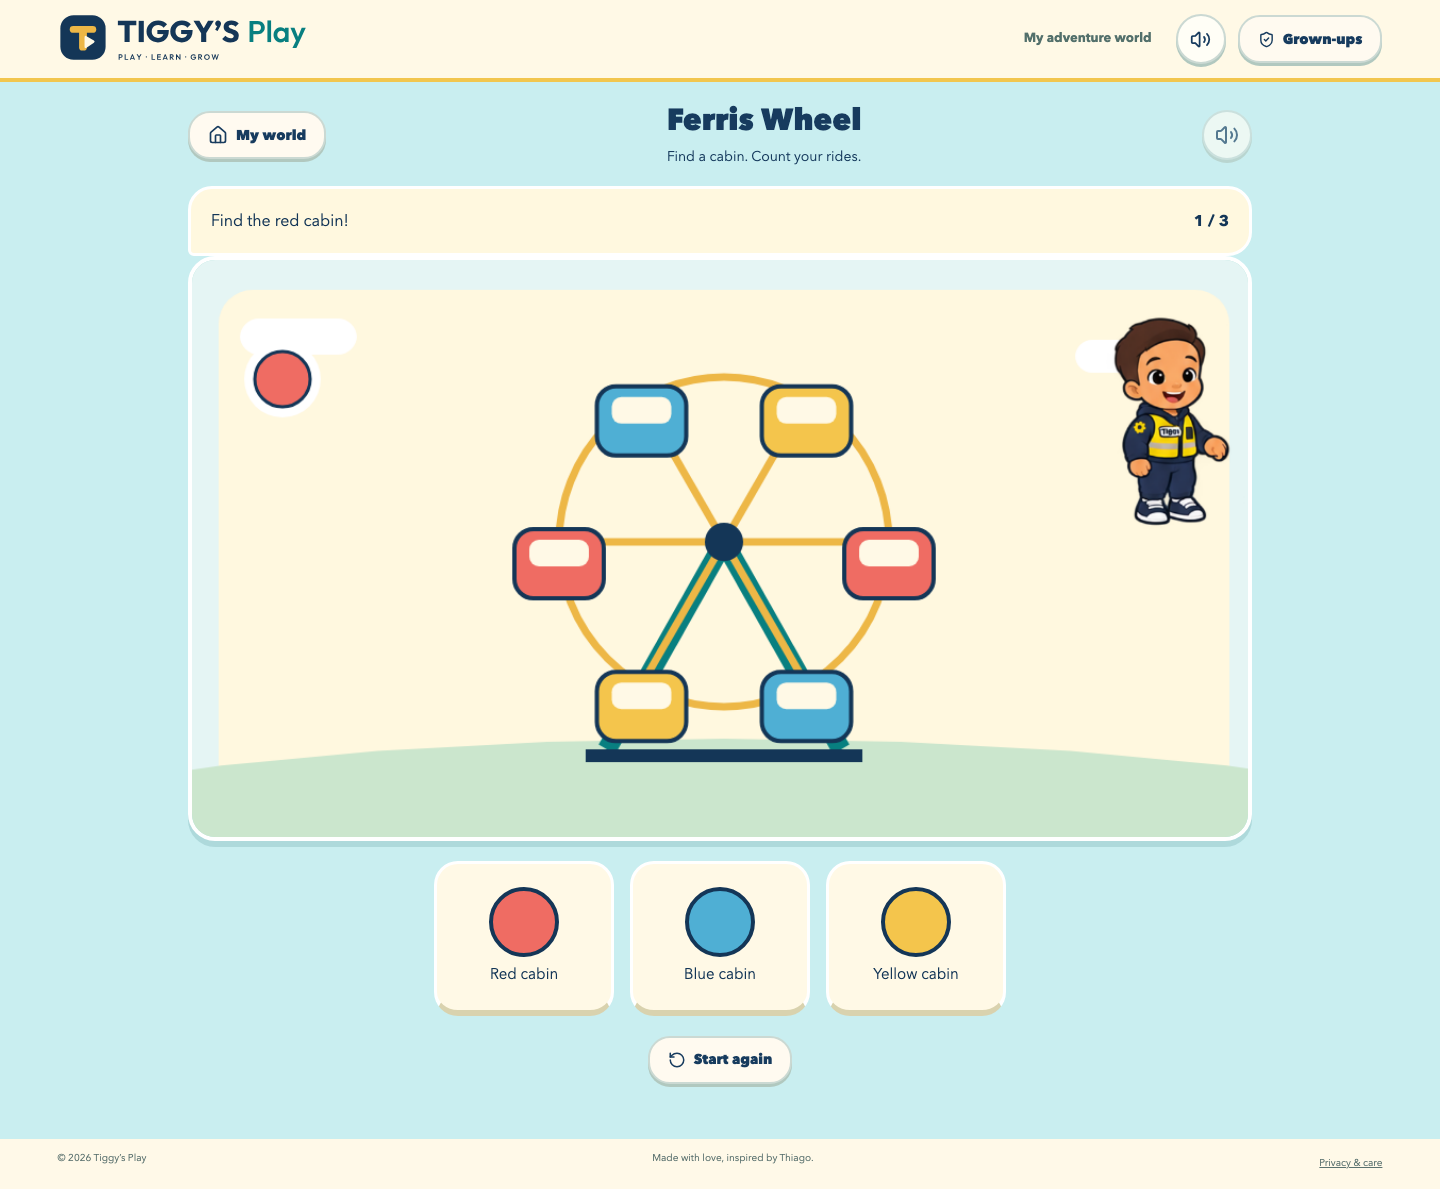 TIGGY'S Play
PLAY · LEARN · GROW
My adventure world
Grown-ups
My world
Ferris Wheel
Find a cabin. Count your rides.
Find the red cabin!
1 / 3
Tiggy
Red cabin
Blue cabin
Yellow cabin
Start again
© 2026 Tiggy's Play
Made with love, inspired by Thiago.
Privacy & care